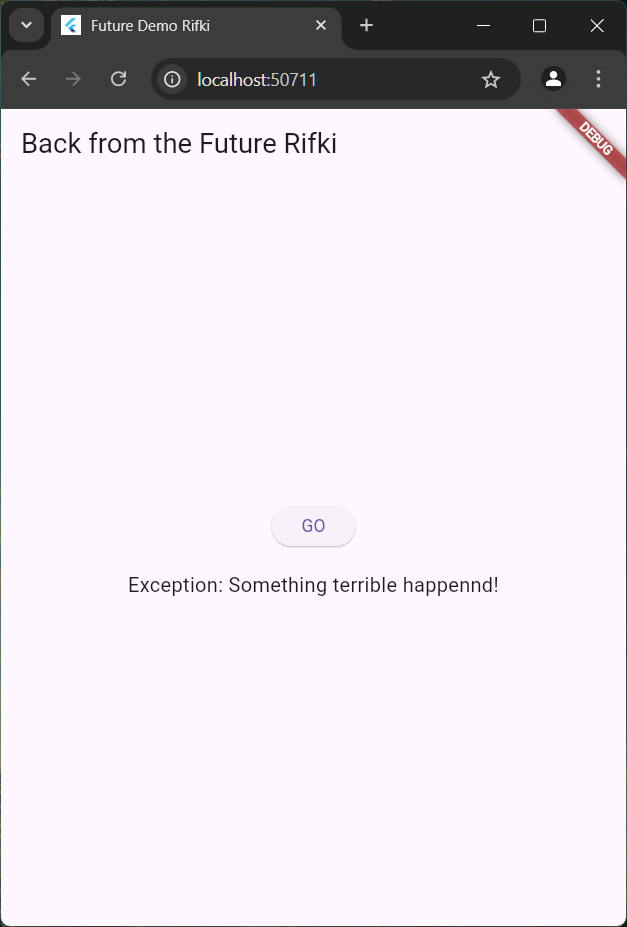 Future Demo Rifki
localhost:50711
Back from the Future Rifki
DEBUG
GO
Exception: Something terrible happennd!